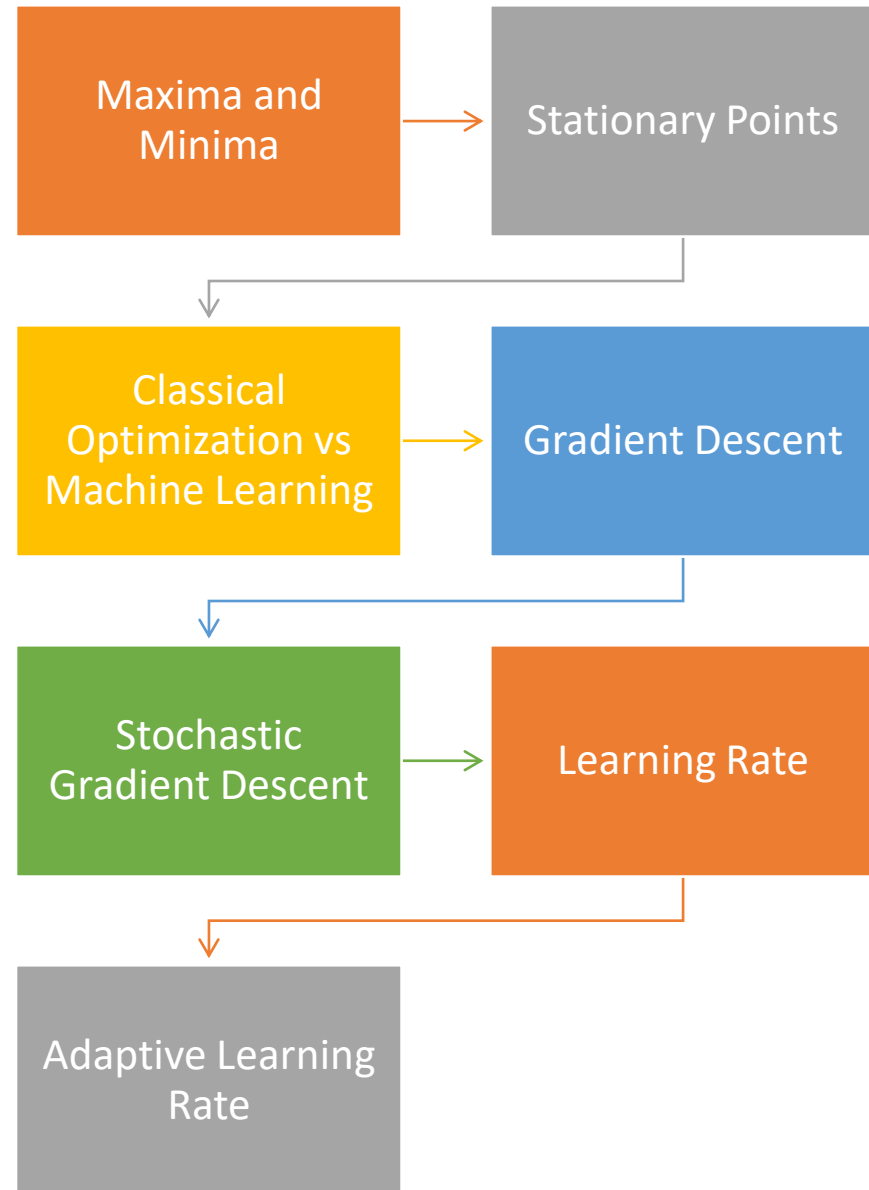 Maxima and
Minima
Stationary Points
Classical
Optimization vs
Machine Learning
Gradient Descent
Stochastic
Gradient Descent
Learning Rate
Adaptive Learning
Rate